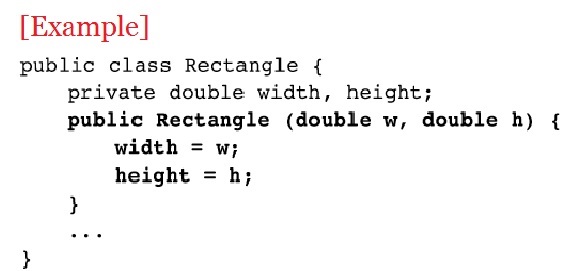 [Example]
public class Rectangle {
    private double width, height;
    public Rectangle (double w, double h) {
        width = w;
        height = h;
    }
    ...
}